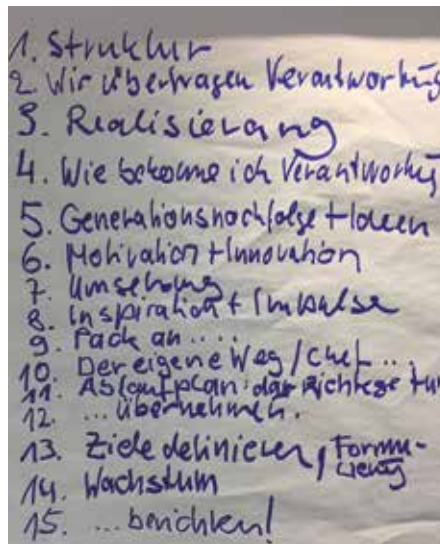 1. Struktur
2. Wir übertragen Verantwortung
3. Realisierung
4. Wie bekomme ich Verantwortung
5. Generationsnachfolge + Ideen
6. Motivation + Innovation
7. Umsetzung
8. Inspiration + Impulse
9. Pack an ....
10. Der eigene Weg / Chef ...
11. Ablaufplan: das Richtige tun
12. ... übernehmen.
13. Ziele definieren, Formulierung
14. Wachstum
15. ... berichten!